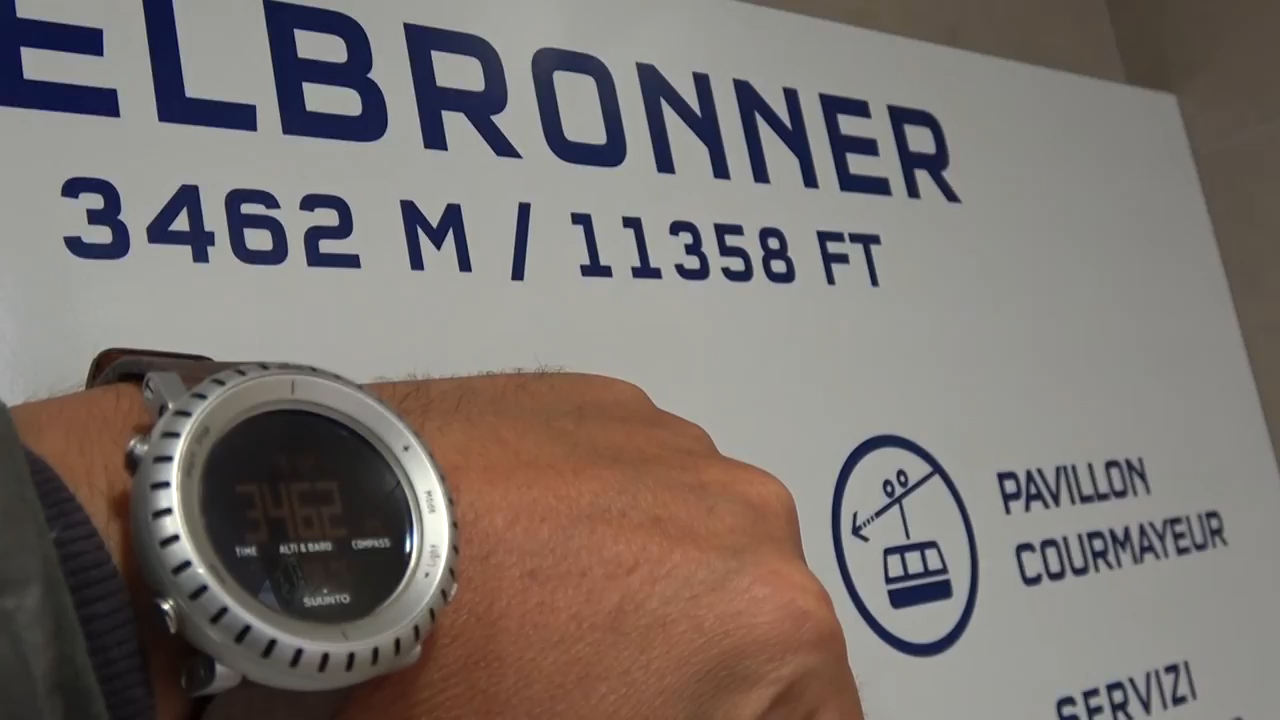 ELBRONNER
3462 M / 11358 FT
3462
TIME ALTI & BARO COMPASS
SUUNTO
PAVILLON
COURMAYEUR
SERVIZI